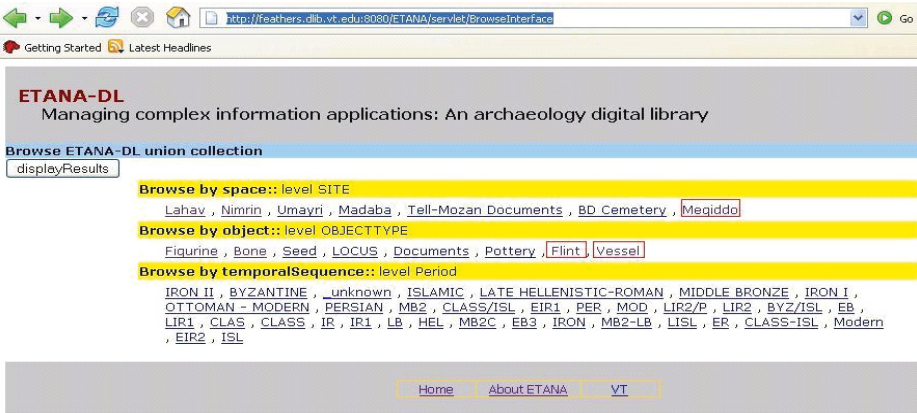 http://feathers.dlib.vt.edu:8080/ETANA/servlet/BrowseInterface Go
Getting Started Latest Headlines
ETANA-DL
Managing complex information applications: An archaeology digital library
Browse ETANA-DL union collection
displayResults
Browse by space:: level SITE
Lahav , Nimrin , Umayri , Madaba , Tell-Mozan Documents , BD Cemetery , Megiddo
Browse by object:: level OBJECTTYPE
Figurine , Bone , Seed , LOCUS , Documents , Pottery , Flint , Vessel
Browse by temporalSequence:: level Period
IRON II , BYZANTINE , _unknown , ISLAMIC , LATE HELLENISTIC-ROMAN , MIDDLE BRONZE , IRON I ,
OTTOMAN - MODERN , PERSIAN , MB2 , CLASS/ISL , EIR1 , PER , MOD , LIR2/P , LIR2 , BYZ/ISL , EB ,
LIR1 , CLAS , CLASS , IR , IR1 , LB , HEL , MB2C , EB3 , IRON , MB2-LB , LISL , ER , CLASS-ISL , Modern
, EIR2 , ISL
Home About ETANA VT